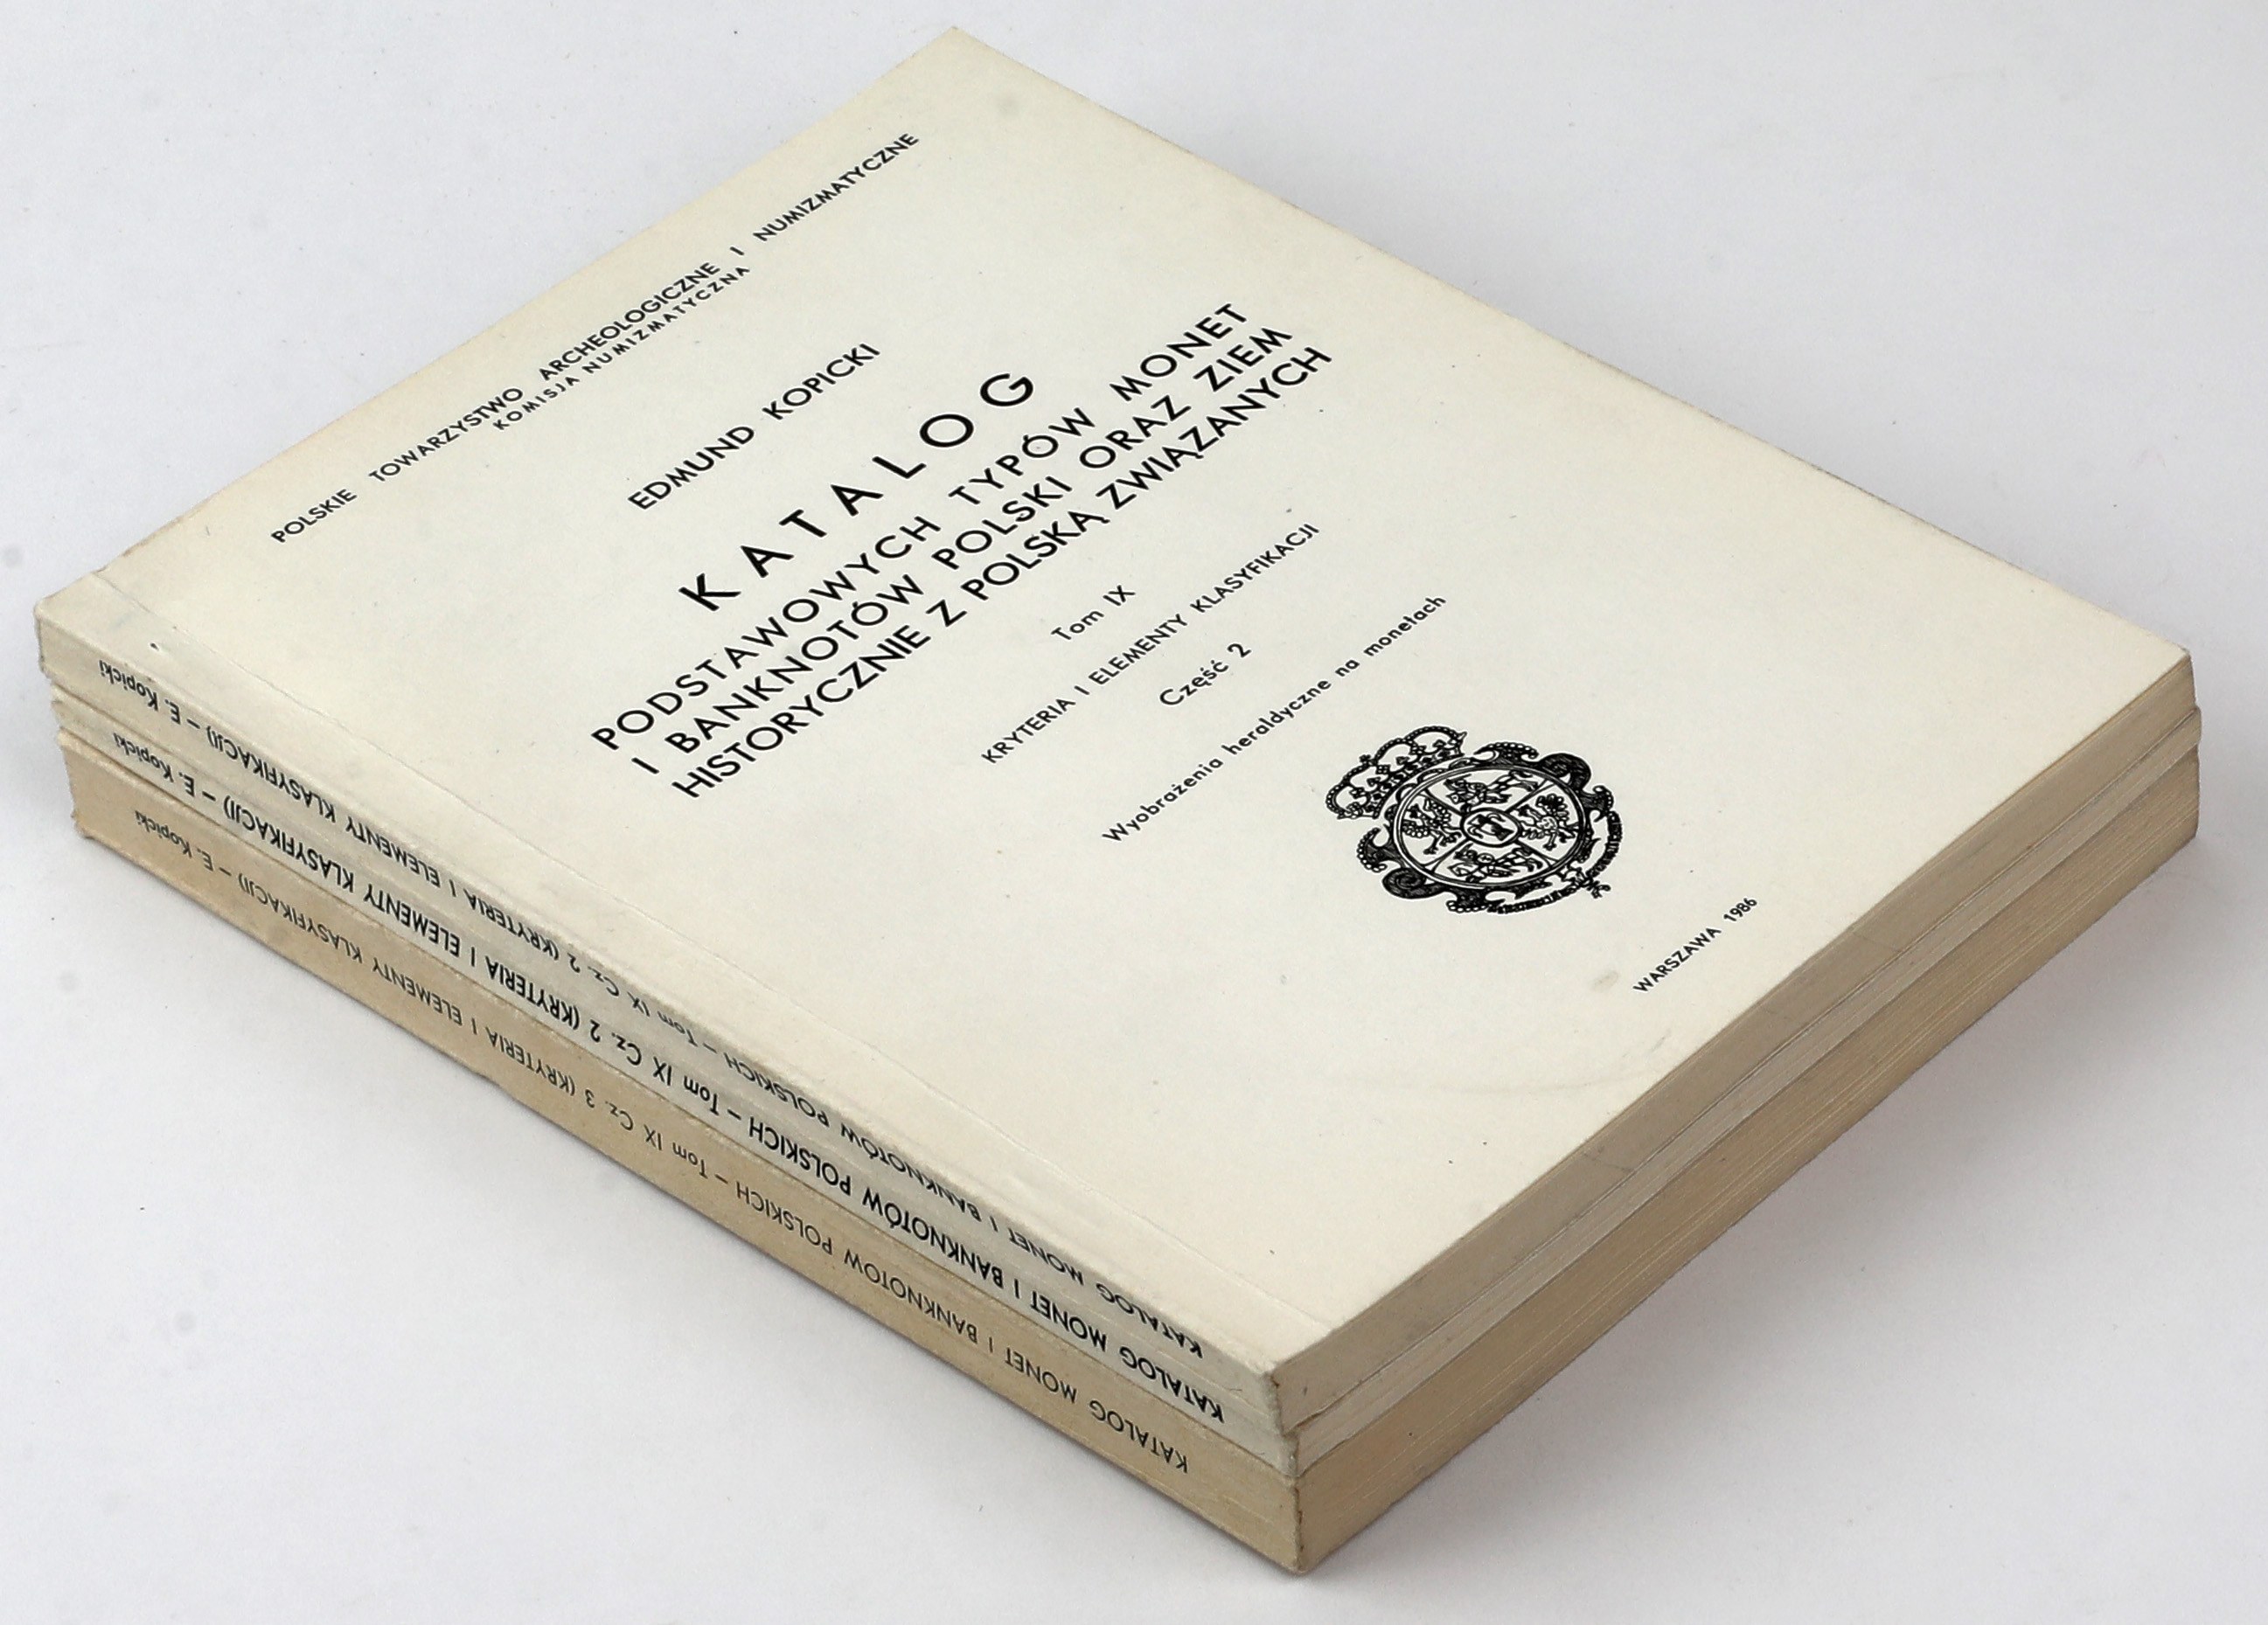 POLSKIE TOWARZYSTWO ARCHEOLOGICZNE I NUMIZMATYCZNE
KOMISJA NUMIZMATYCZNA
EDMUND KOPICKI
KATALOG
PODSTAWOWYCH TYPÓW MONET
I BANKNOTÓW POLSKI ORAZ ZIEM
HISTORYCZNIE Z POLSKĄ ZWIĄZANYCH
Tom IX
KRYTERIA I ELEMENTY KLASYFIKACJI
Część 2
Wyobrażenia heraldyczne na monetach
WARSZAWA 1986
KATALOG MONET I BANKNOTÓW POLSKICH – Tom IX Cz. 2 (KRYTERIA I ELEMENTY KLASYFIKACJI) – E. Kopicki
KATALOG MONET I BANKNOTÓW POLSKICH – Tom IX Cz. 2 (KRYTERIA I ELEMENTY KLASYFIKACJI) – E. Kopicki
KATALOG MONET I BANKNOTOW POLSKICH – Tom IX Cz. 3 (KRYTERIA I ELEMENTY KLASYFIKACJI) – E. Kopicki